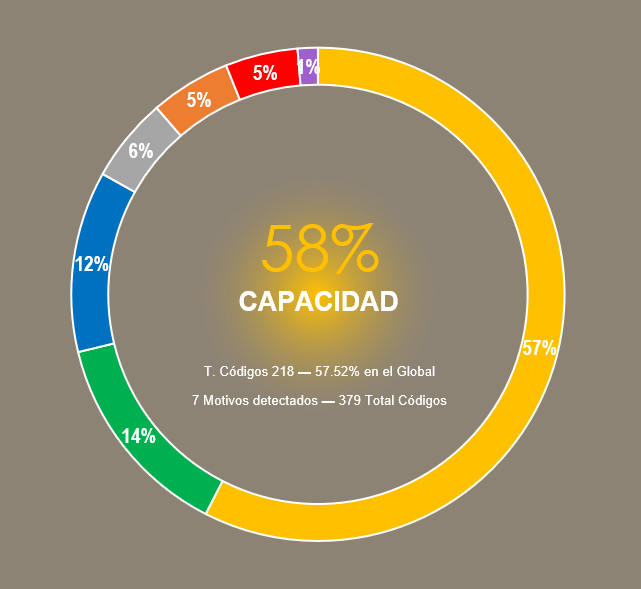 1%
5%
5%
6%
12%
58%
CAPACIDAD
57%
T. Códigos 218 — 57.52% en el Global
7 Motivos detectados — 379 Total Códigos
14%